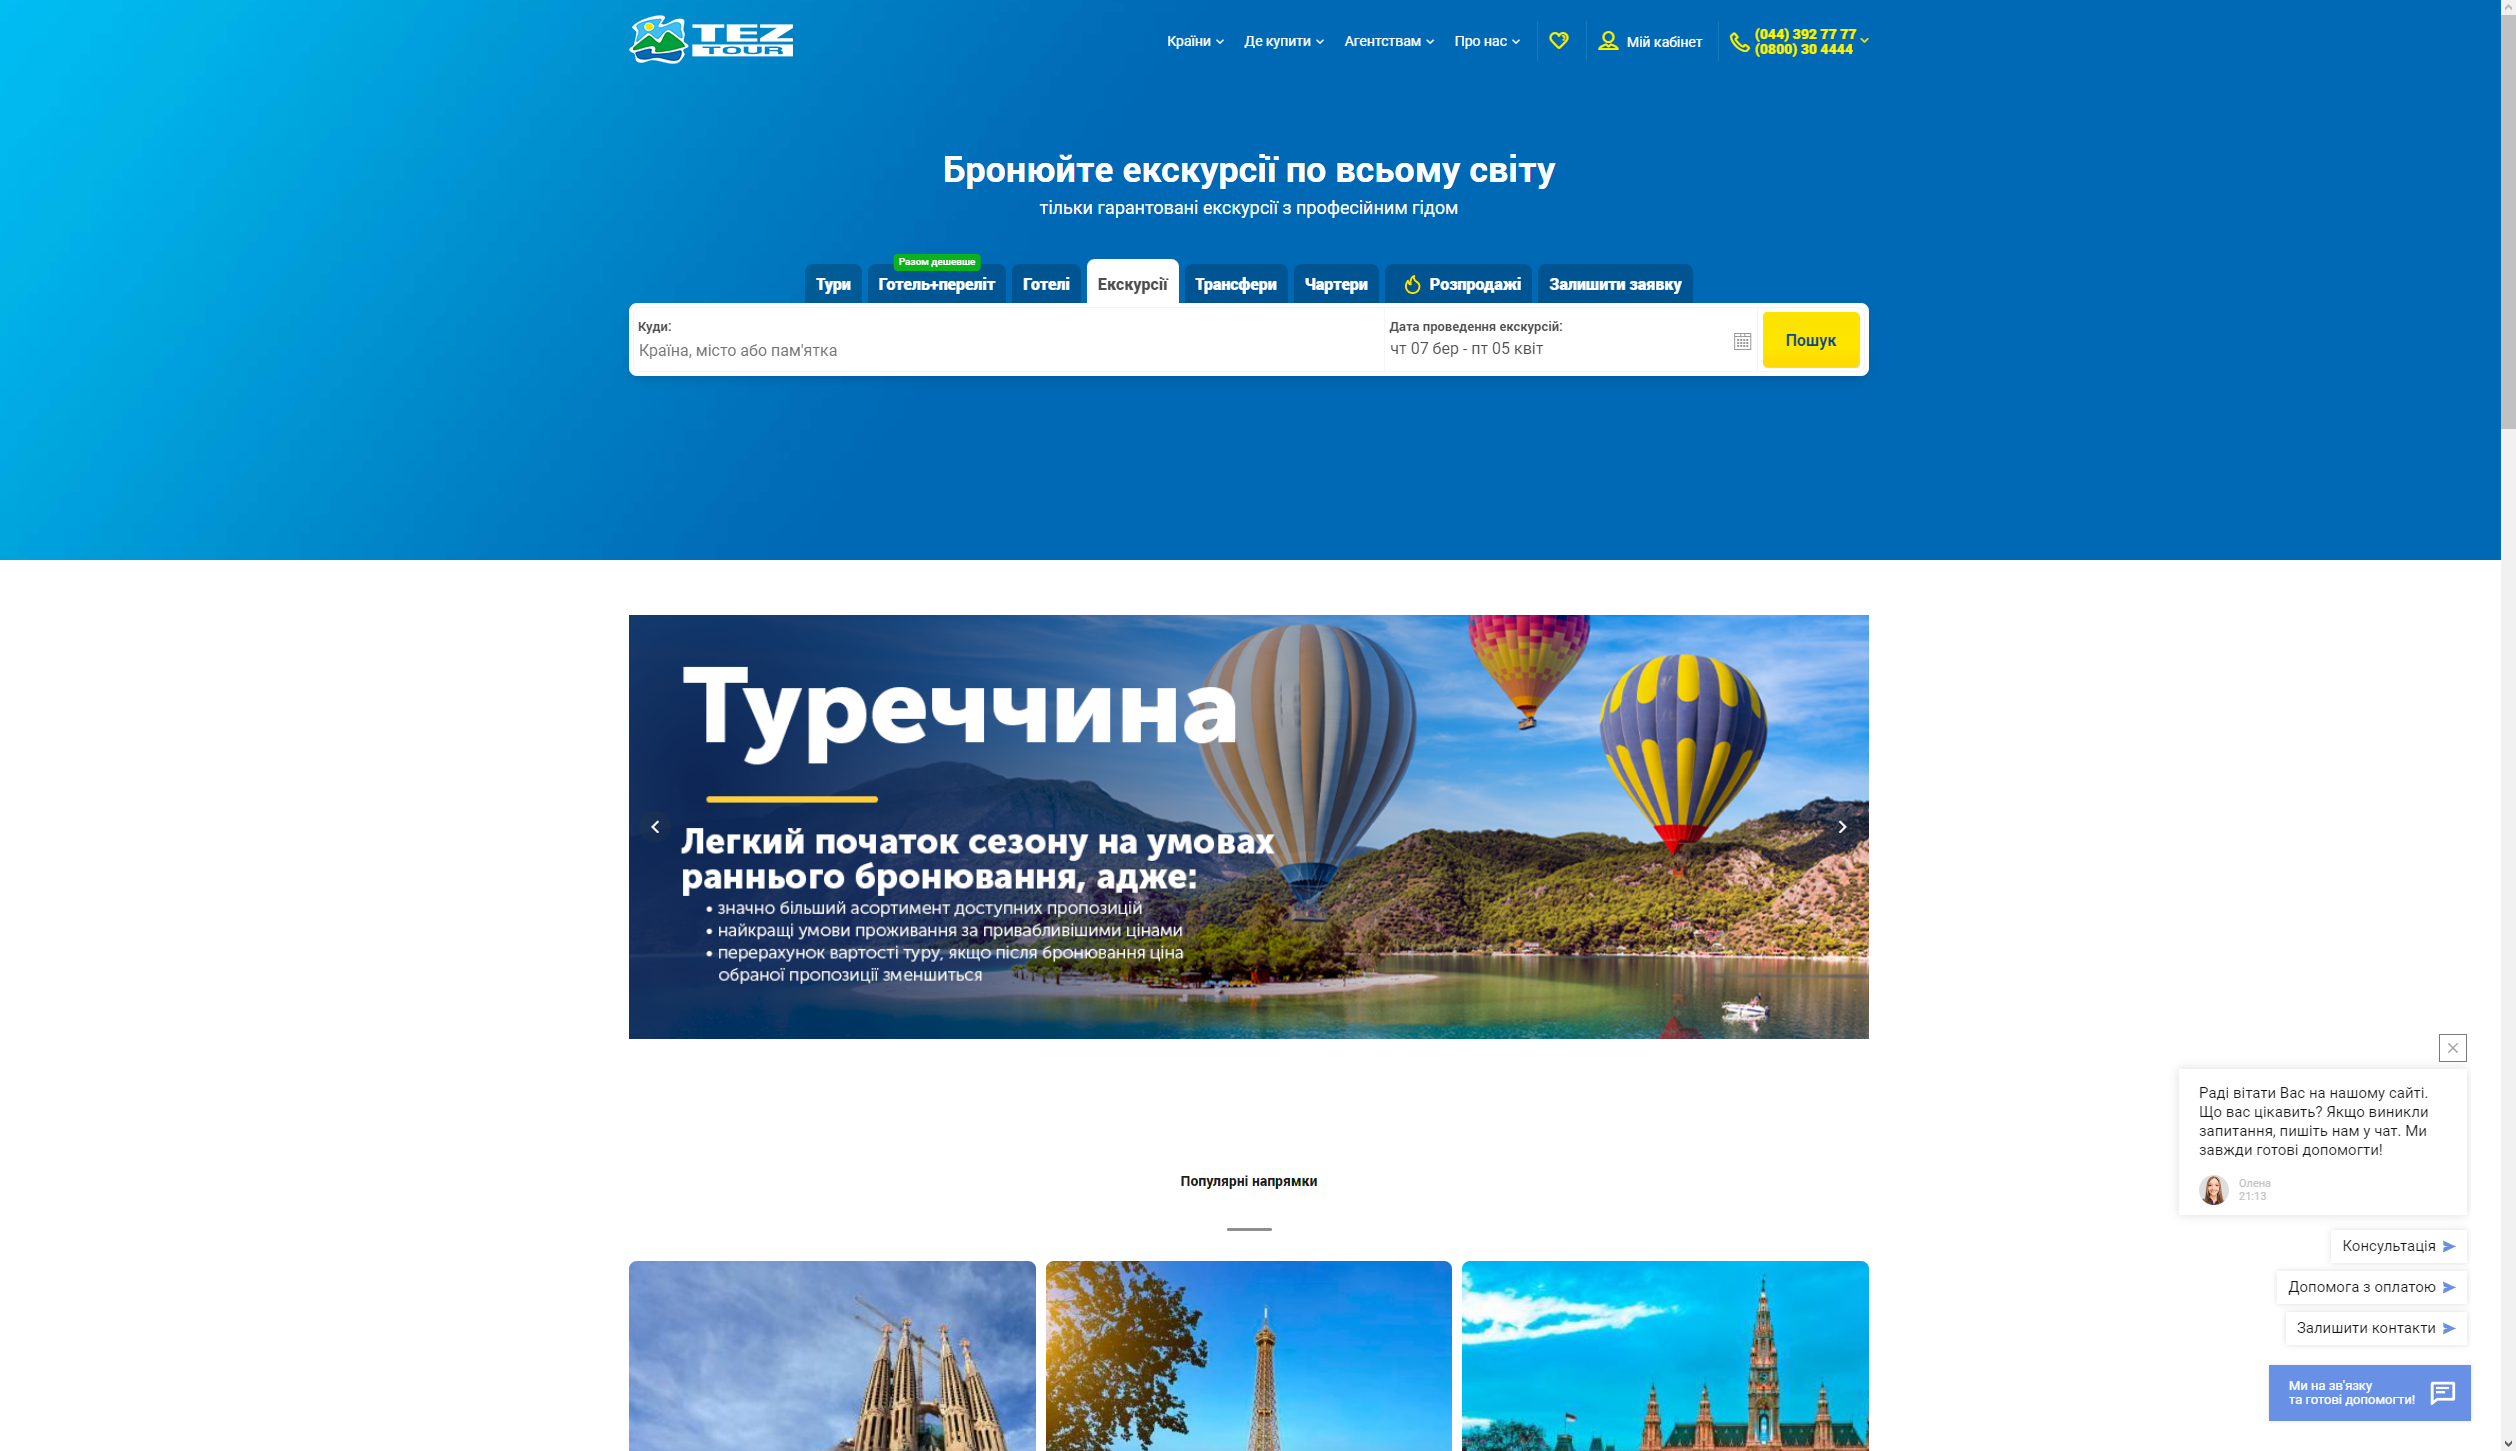 TEZ TOUR
Країни
Де купити
Агентствам
Про нас
Мій кабінет
(044) 392 77 77
(0800) 30 4444
Бронюйте екскурсії по всьому світу
тільки гарантовані екскурсії з професійним гідом
Разом дешевше
Тури
Готель+переліт
Готелі
Екскурсії
Трансфери
Чартери
Розпродажі
Залишити заявку
Куди:
Країна, місто або пам'ятка
Дата проведення екскурсій:
чт 07 бер - пт 05 квіт
Пошук
Туреччина
Легкий початок сезону на умовах
раннього бронювання, адже:
• значно більший асортимент доступних пропозицій
• найкращі умови проживання за привабливішими цінами
• перерахунок вартості туру, якщо після бронювання ціна
обраної пропозиції зменшиться
Популярні напрямки
Раді вітати Вас на нашому сайті.
Що вас цікавить? Якщо виникли
запитання, пишіть нам у чат. Ми
завжди готові допомогти!
Олена
21:13
Консультація
Допомога з оплатою
Залишити контакти
Ми на зв'язку
та готові допомогти!